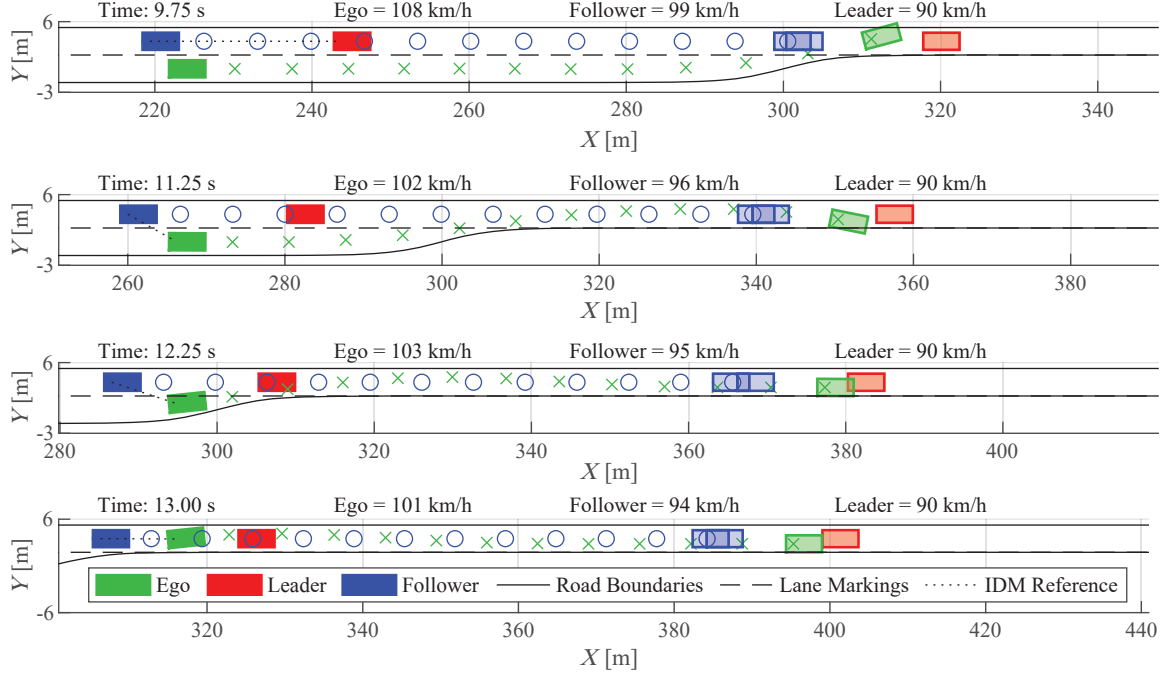 Time: 9.75 s Ego = 108 km/h Follower = 99 km/h Leader = 90 km/h
6
Y [m]
-3
220 240 260 280 300 320 340
X [m]
Time: 11.25 s Ego = 102 km/h Follower = 96 km/h Leader = 90 km/h
6
Y [m]
-3
260 280 300 320 340 360 380
X [m]
Time: 12.25 s Ego = 103 km/h Follower = 95 km/h Leader = 90 km/h
6
Y [m]
-3
280 300 320 340 360 380 400
X [m]
Time: 13.00 s Ego = 101 km/h Follower = 94 km/h Leader = 90 km/h
6
Y [m]
Ego Leader Follower Road Boundaries Lane Markings IDM Reference
-6
320 340 360 380 400 420 440
X [m]